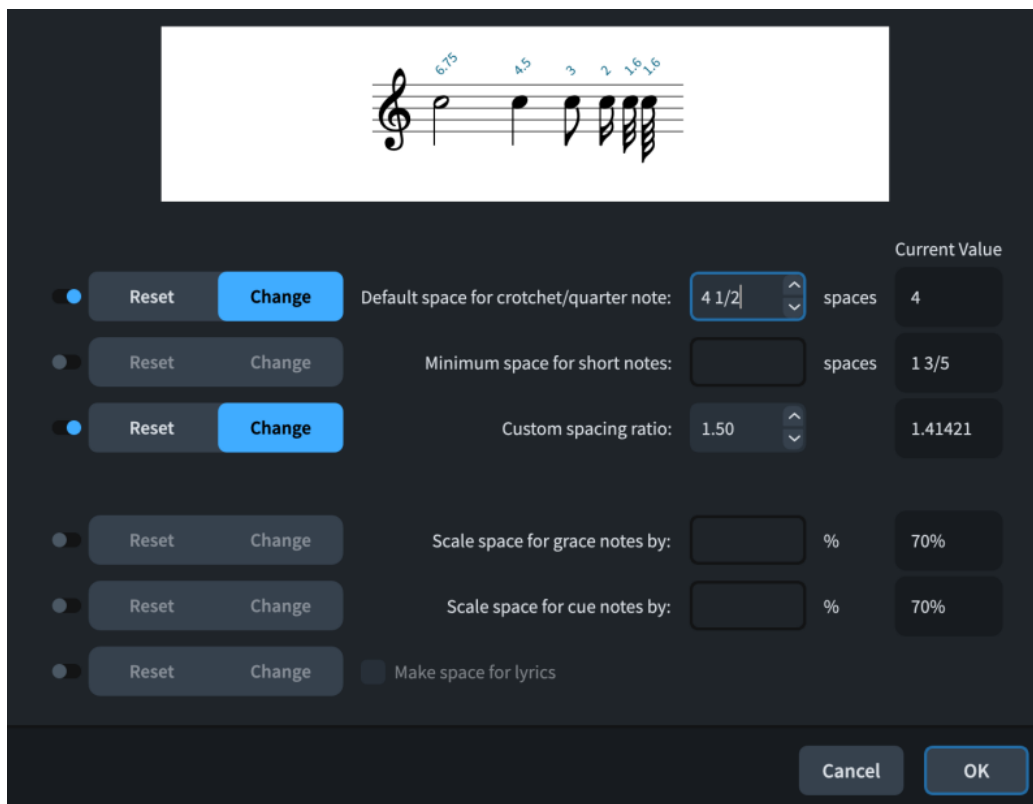 6.75 4.5 3 2 1.6 1.6
Current Value
Reset Change Default space for crotchet/quarter note: 4 1/2 spaces 4
Reset Change Minimum space for short notes: spaces 1 3/5
Reset Change Custom spacing ratio: 1.50 1.41421
Reset Change Scale space for grace notes by: % 70%
Reset Change Scale space for cue notes by: % 70%
Reset Change Make space for lyrics
Cancel OK